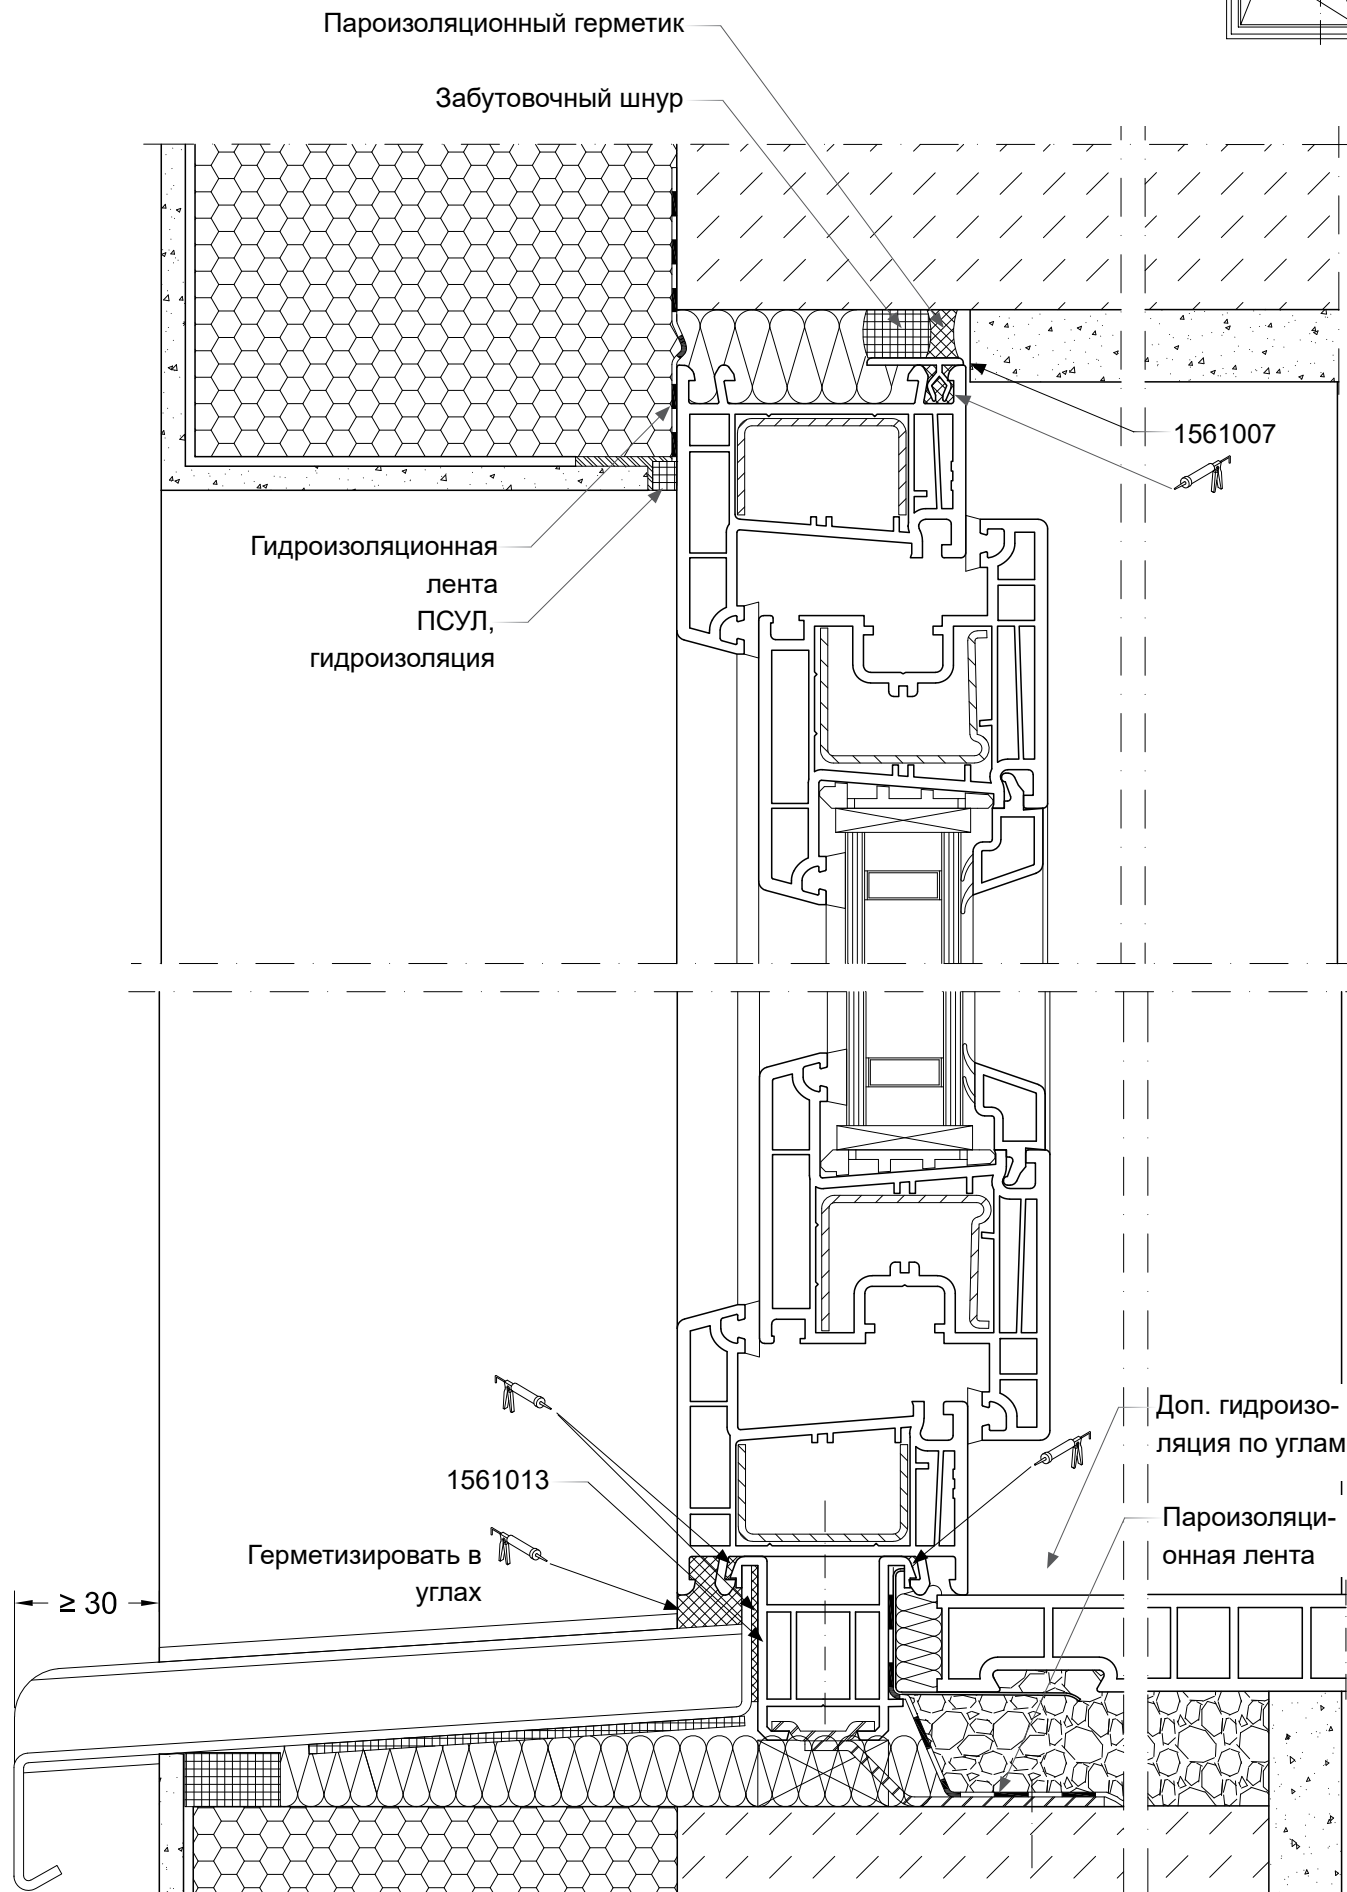 Пароизоляционный герметик
Забутовочный шнур
1561007
Гидроизоляционная
лента
ПСУЛ,
гидроизоляция
Доп. гидроизо-
ляция по углам
1561013
Пароизоляци-
онная лента
Герметизировать в
углах
≥ 30